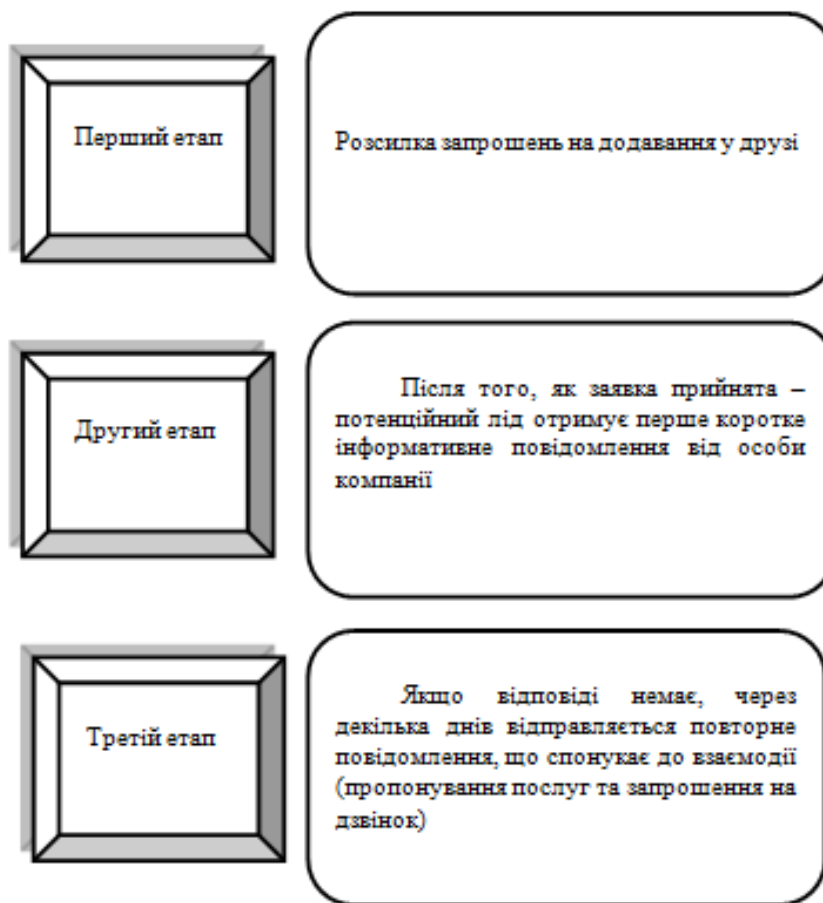 Перший етап
Розсилка запрошень на додавання у друзі
Другий етап
Після того, як заявка прийнята –
потенційний лід отримує перше коротке
інформативне повідомлення від особи
компанії
Третій етап
Якщо відповіді немає, через
декілька днів відправляється повторне
повідомлення, що спонукає до взаємодії
(пропонування послуг та запрошення на
дзвінок)